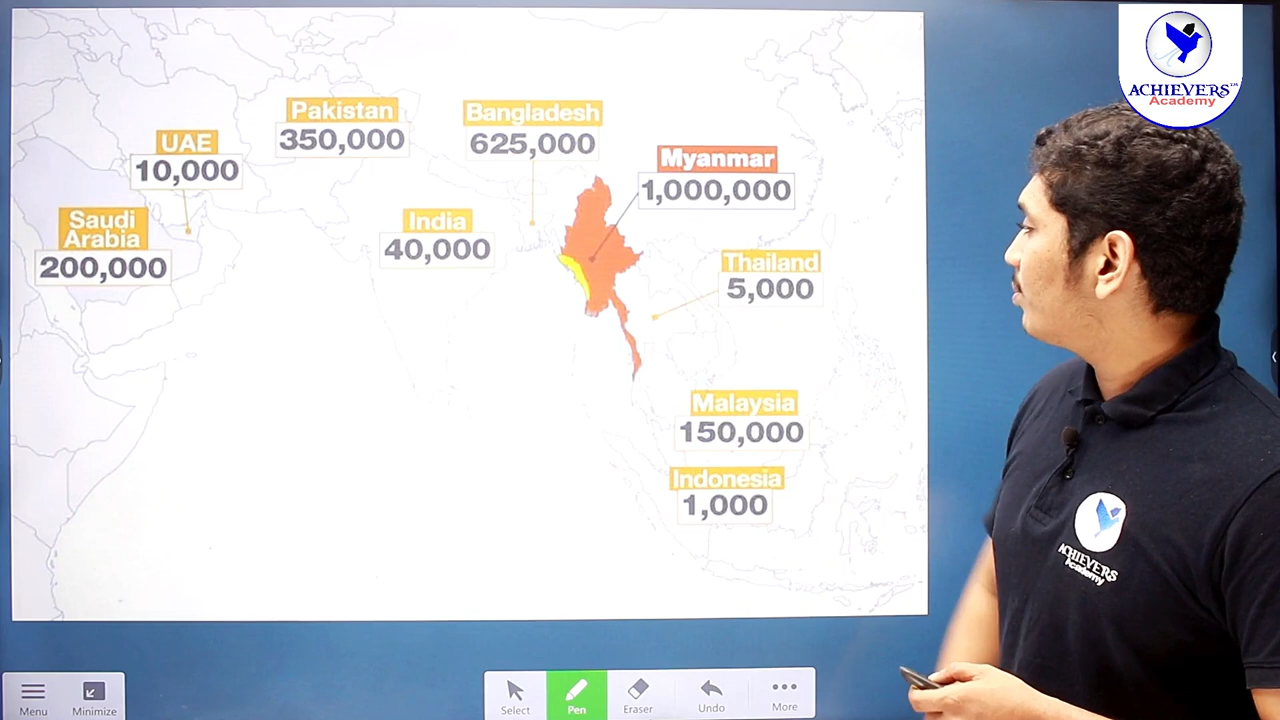 ACHIEVERS™
Academy
Pakistan
350,000
Bangladesh
625,000
UAE
10,000
Myanmar
1,000,000
Saudi
Arabia
200,000
India
40,000
Thailand
5,000
Malaysia
150,000
Indonesia
1,000
ACHIEVERS
Academy
Menu
Minimize
Select
Pen
Eraser
Undo
More